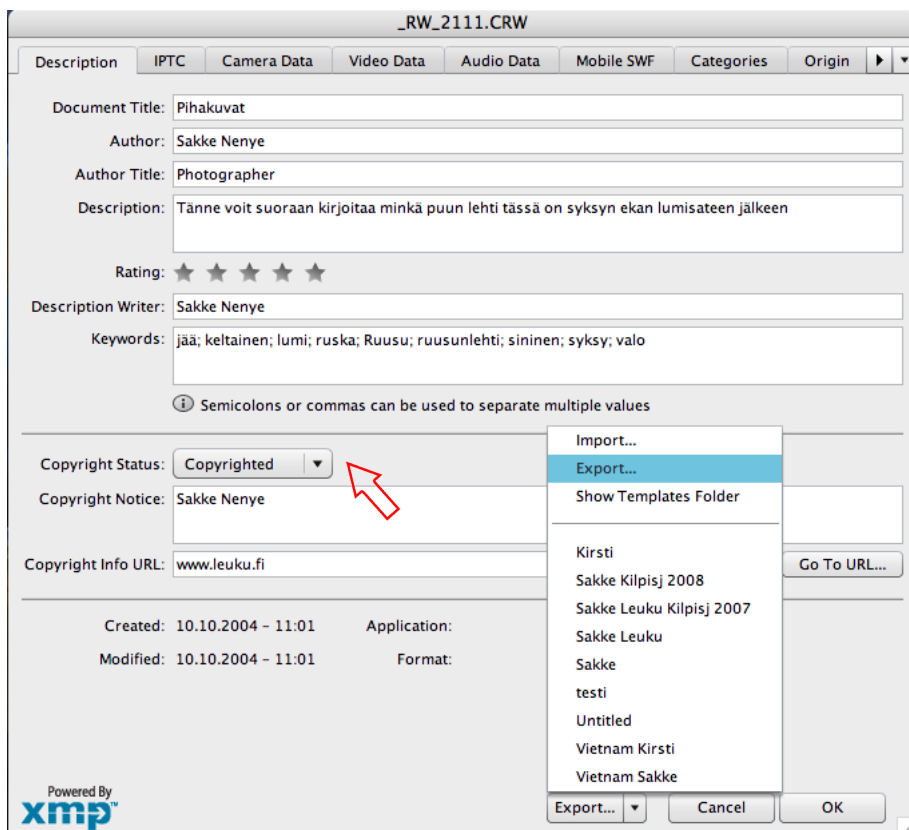 _RW_2111.CRW
Description IPTC Camera Data Video Data Audio Data Mobile SWF Categories Origin
Document Title: Pihakuvat
Author: Sakke Nenye
Author Title: Photographer
Description: Tänne voit suoraan kirjoitaa minkä puun lehti tässä on syksyn ekan lumisateen jälkeen
Rating:
Description Writer: Sakke Nenye
Keywords: jää; keltainen; lumi; ruska; Ruusu; ruusunlehti; sininen; syksy; valo
Semicolons or commas can be used to separate multiple values
Copyright Status: Copyrighted
Copyright Notice: Sakke Nenye
Copyright Info URL: www.leuku.fi
Go To URL...
Created: 10.10.2004 – 11:01 Application:
Modified: 10.10.2004 – 11:01 Format:
Import...
Export...
Show Templates Folder
Kirsti
Sakke Kilpisj 2008
Sakke Leuku Kilpisj 2007
Sakke Leuku
Sakke
testi
Untitled
Vietnam Kirsti
Vietnam Sakke
Powered By
xmp™
Export... Cancel OK